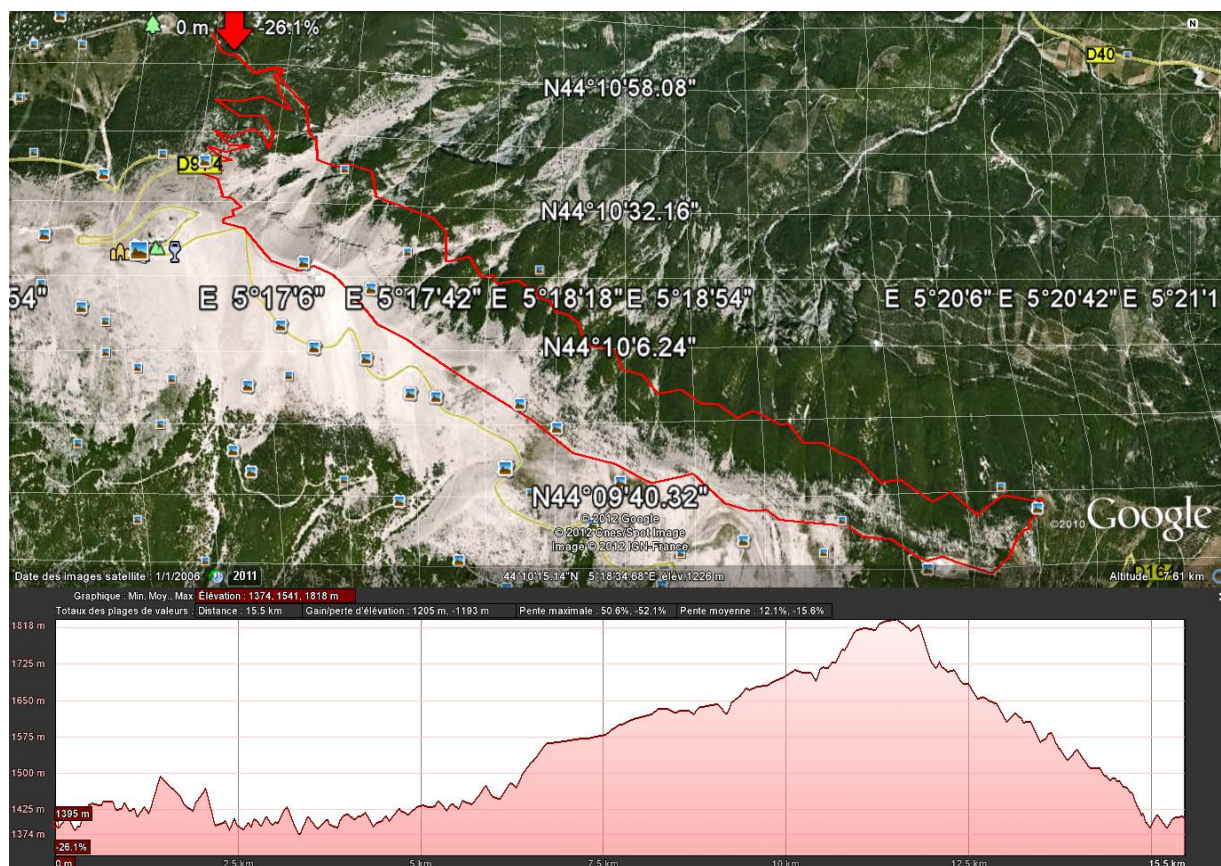 0 m -26.1%
N
D40
N44°10'58.08"
N44°10'32.16"
54" E 5°17'6" E 5°17'42" E 5°18'18" E 5°18'54" E 5°20'6" E 5°20'42" E 5°21'1
N44°10'6.24"
N44°09'40.32"
© 2012 Google
© 2012 Cnes/Spot Image
Image © 2012 IGN-France
©2010 Google
Date des images satellite : 1/1/2006 2011 44°10'15.14"N 5°18'34.68"E élév. 1226 m Altitude 7.61 km
Graphique : Min, Moy., Max Élévation : 1374, 1541, 1818 m
Totaux des plages de valeurs : Distance : 15.5 km Gain/perte d'élévation : 1205 m, -1193 m Pente maximale : 50.6%, -52.1% Pente moyenne : 12.1%, -15.6%
1818 m
1725 m
1650 m
1575 m
1500 m
1425 m
1395 m
1374 m
-26.1%
0 m 2.5 km 5 km 7.5 km 10 km 12.5 km 15.5 km